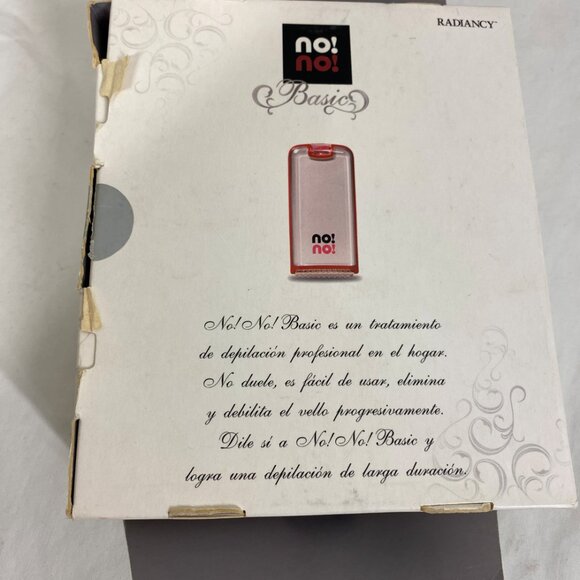 RADIANCY™
no!
no!
Basic
no!
no!
No! No! Basic es un tratamiento
de depilación profesional en el hogar.
No duele, es fácil de usar, elimina
y debilita el vello progresivamente.
Dile sí a No! No! Basic y
logra una depilación de larga duración.